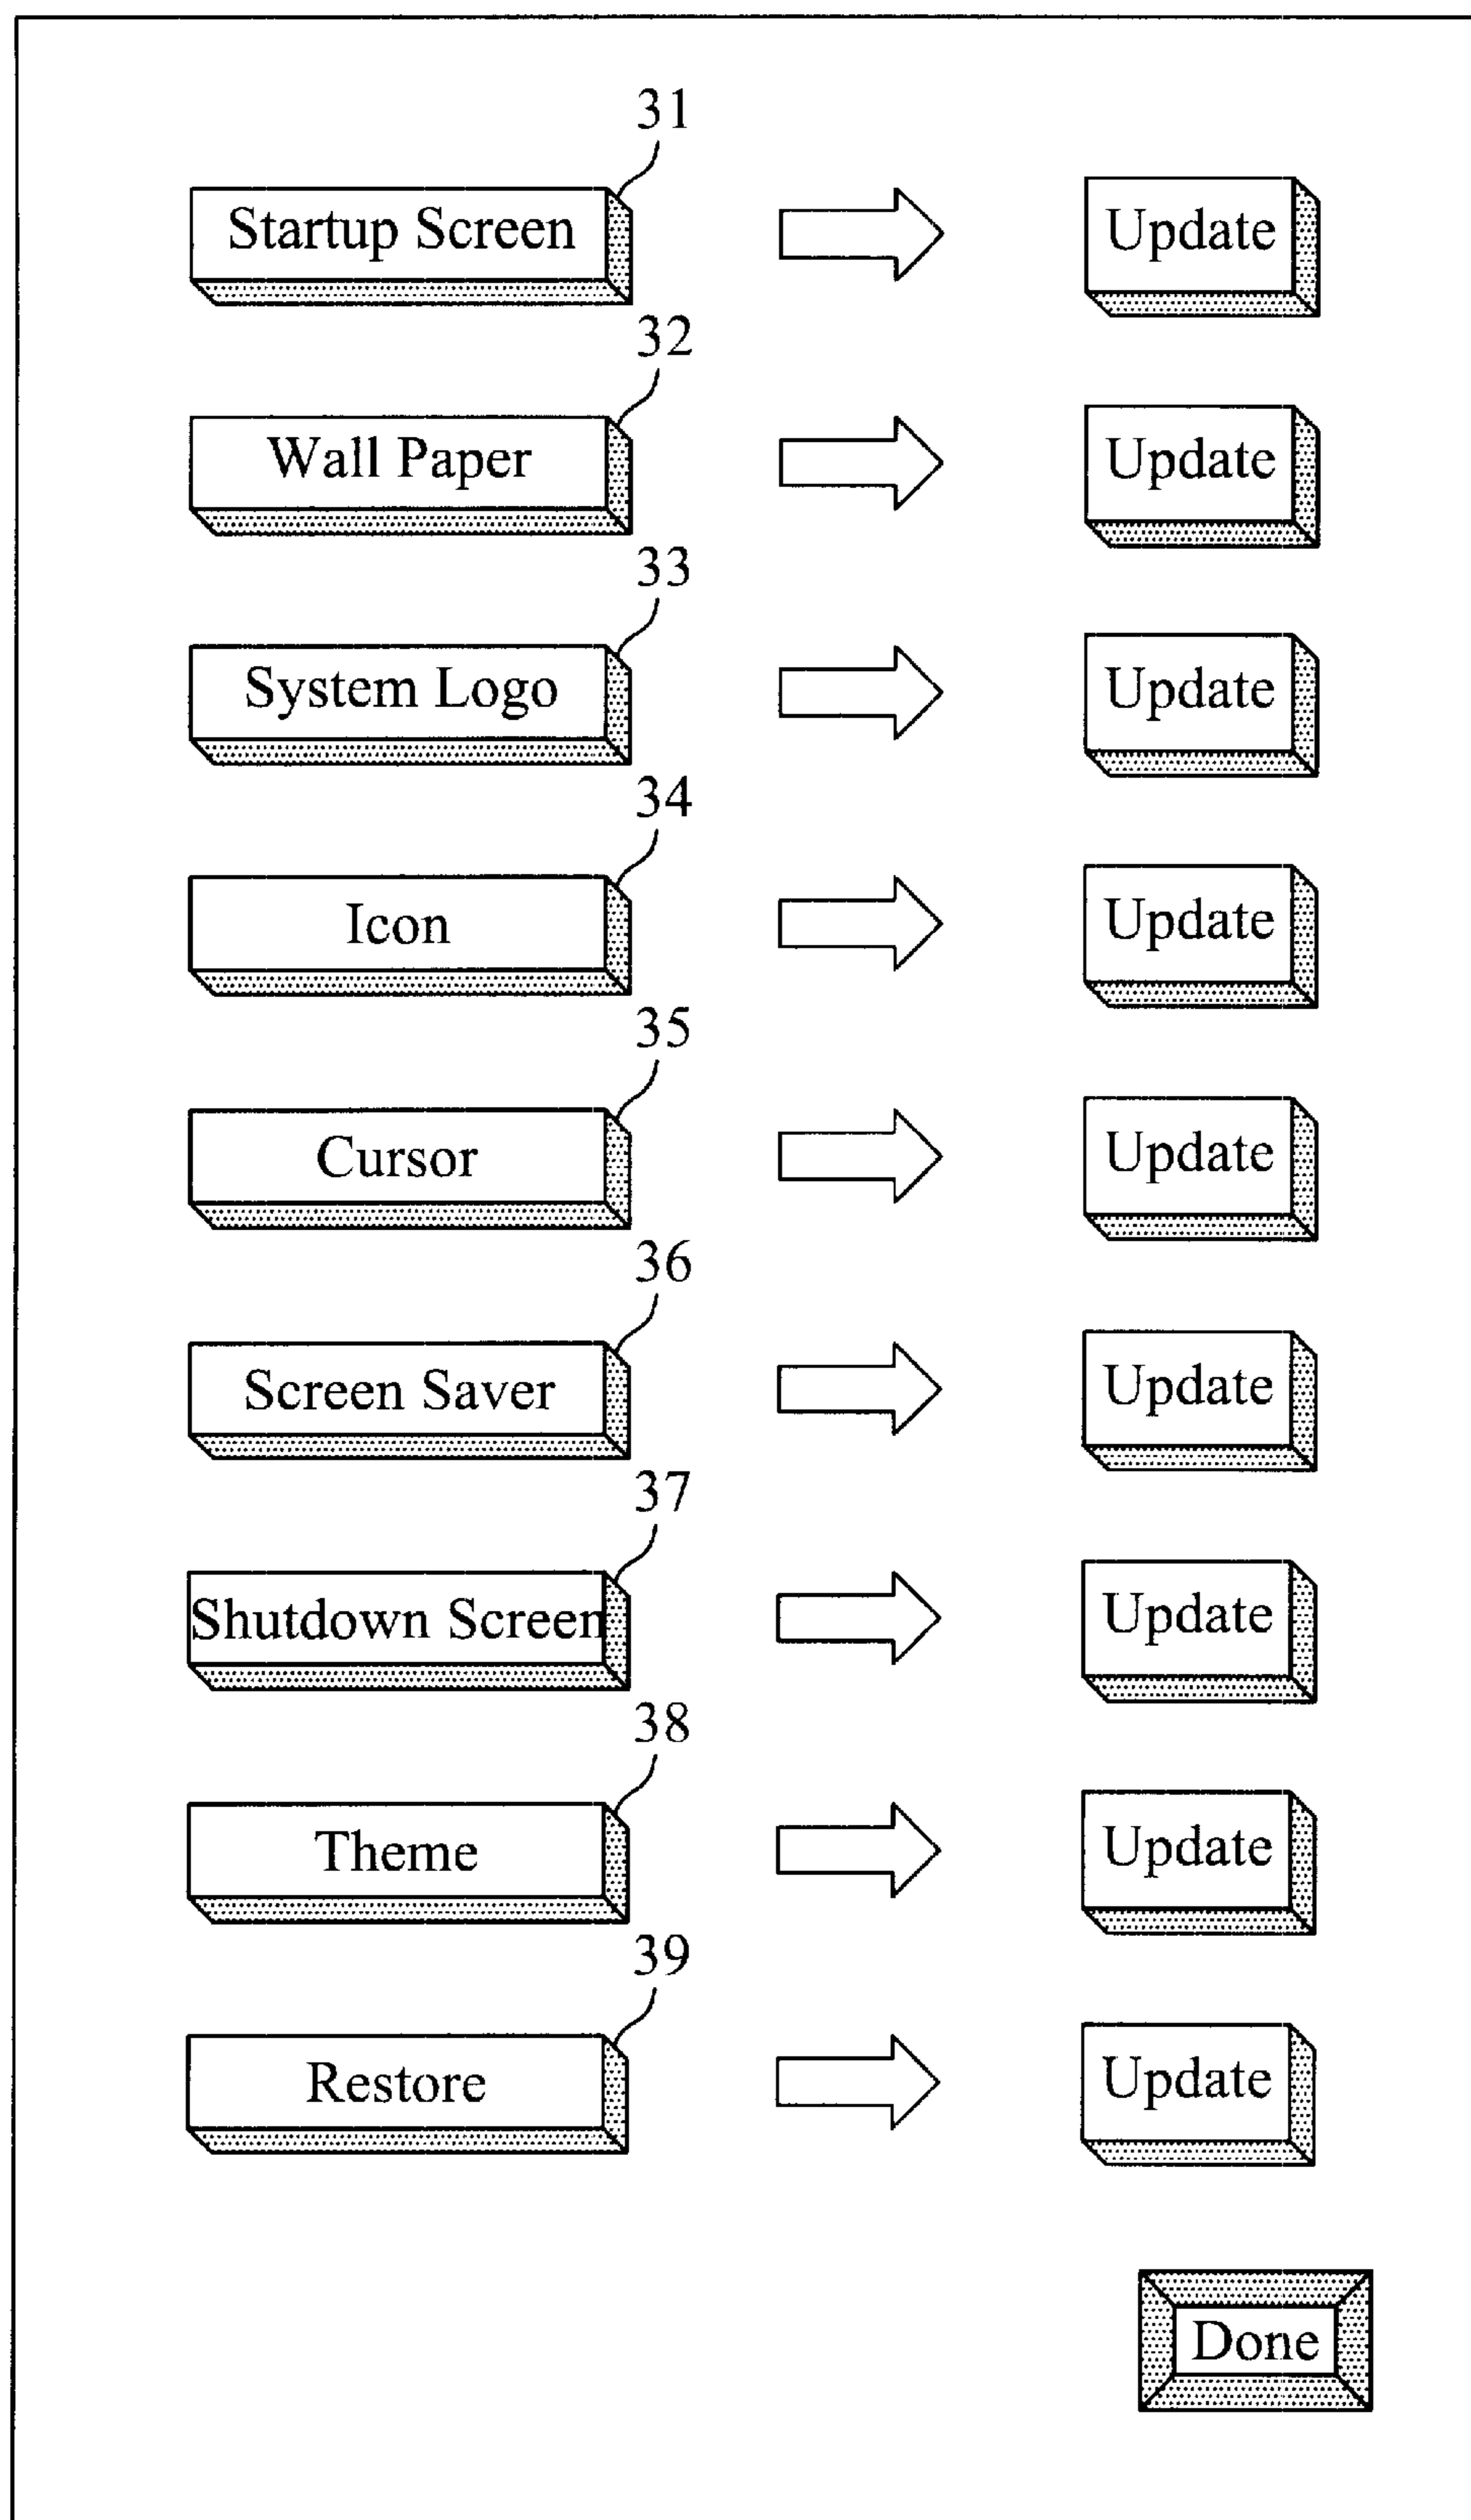 31
Startup Screen
Update
32
Wall Paper
Update
33
System Logo
Update
34
Icon
Update
35
Cursor
Update
36
Screen Saver
Update
37
Shutdown Screen
Update
38
Theme
Update
39
Restore
Update
Done